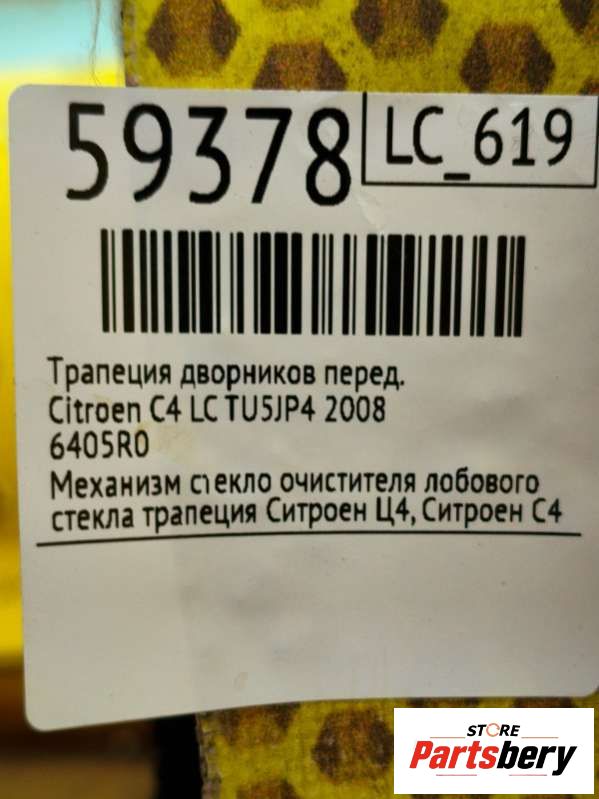 59378
LC_619
Трапеция дворников перед.
Citroen C4 LC TU5JP4 2008
6405R0
Механизм стекло очистителя лобового
стекла трапеция Ситроен Ц4, Ситроен С4
STORE
Partsbery